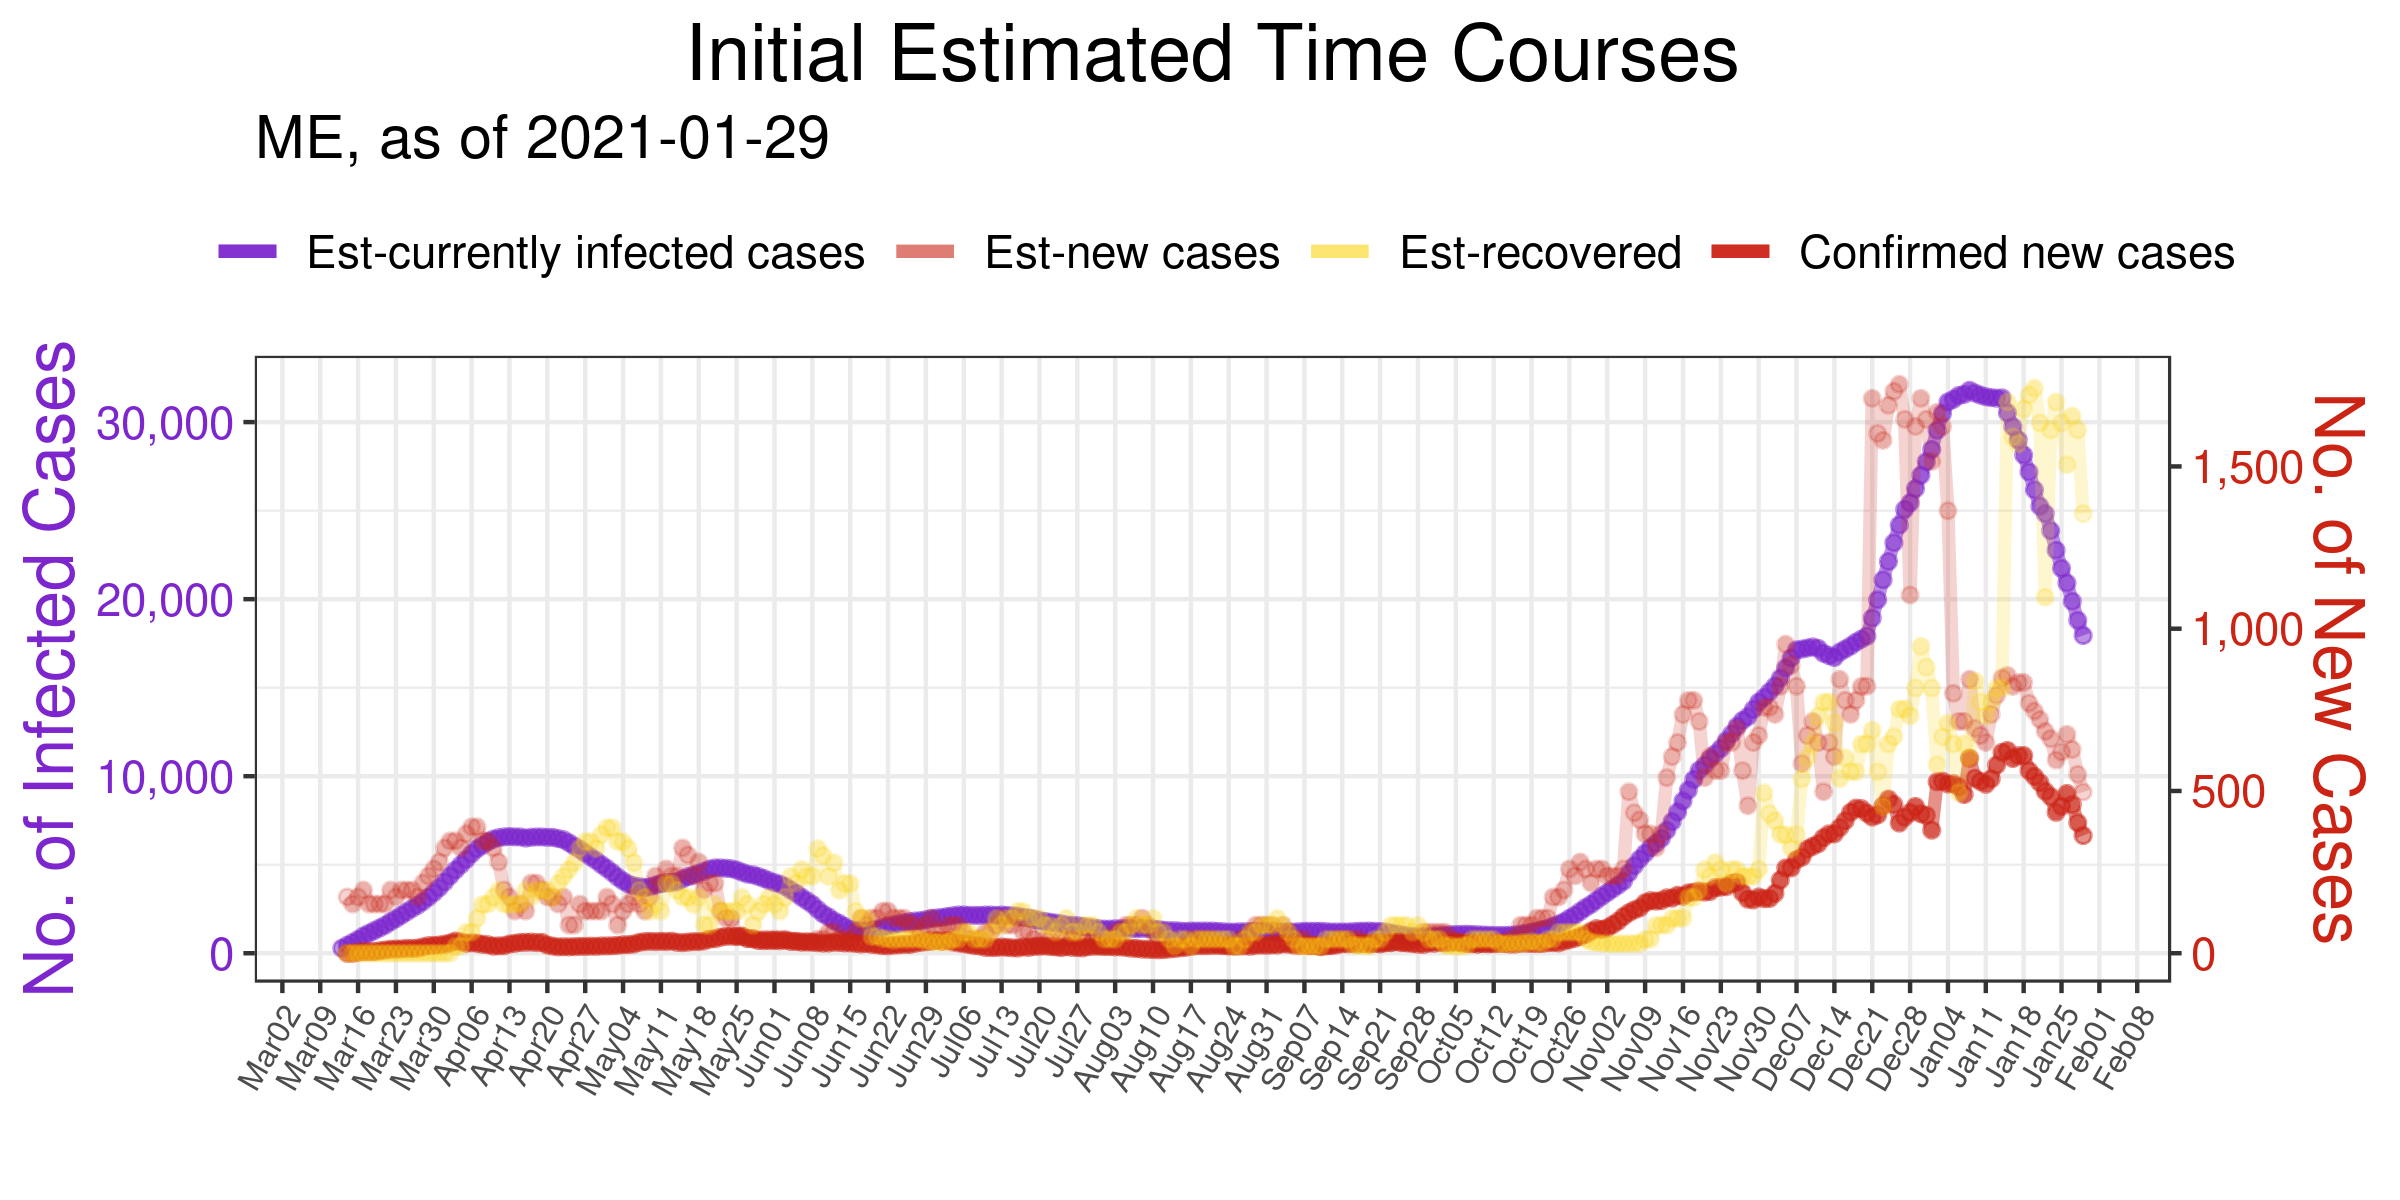 Initial Estimated Time Courses
ME, as of 2021-01-29
Est-currently infected cases
Est-new cases
Est-recovered
Confirmed new cases
No. of Infected Cases
30,000
20,000
10,000
0
1,500
1,000
500
0
No. of New Cases
Mar02
Mar09
Mar16
Mar23
Mar30
Apr06
Apr13
Apr20
Apr27
May04
May11
May18
May25
Jun01
Jun08
Jun15
Jun22
Jun29
Jul06
Jul13
Jul20
Jul27
Aug03
Aug10
Aug17
Aug24
Aug31
Sep07
Sep14
Sep21
Sep28
Oct05
Oct12
Oct19
Oct26
Nov02
Nov09
Nov16
Nov23
Nov30
Dec07
Dec14
Dec21
Dec28
Jan04
Jan11
Jan18
Jan25
Feb01
Feb08